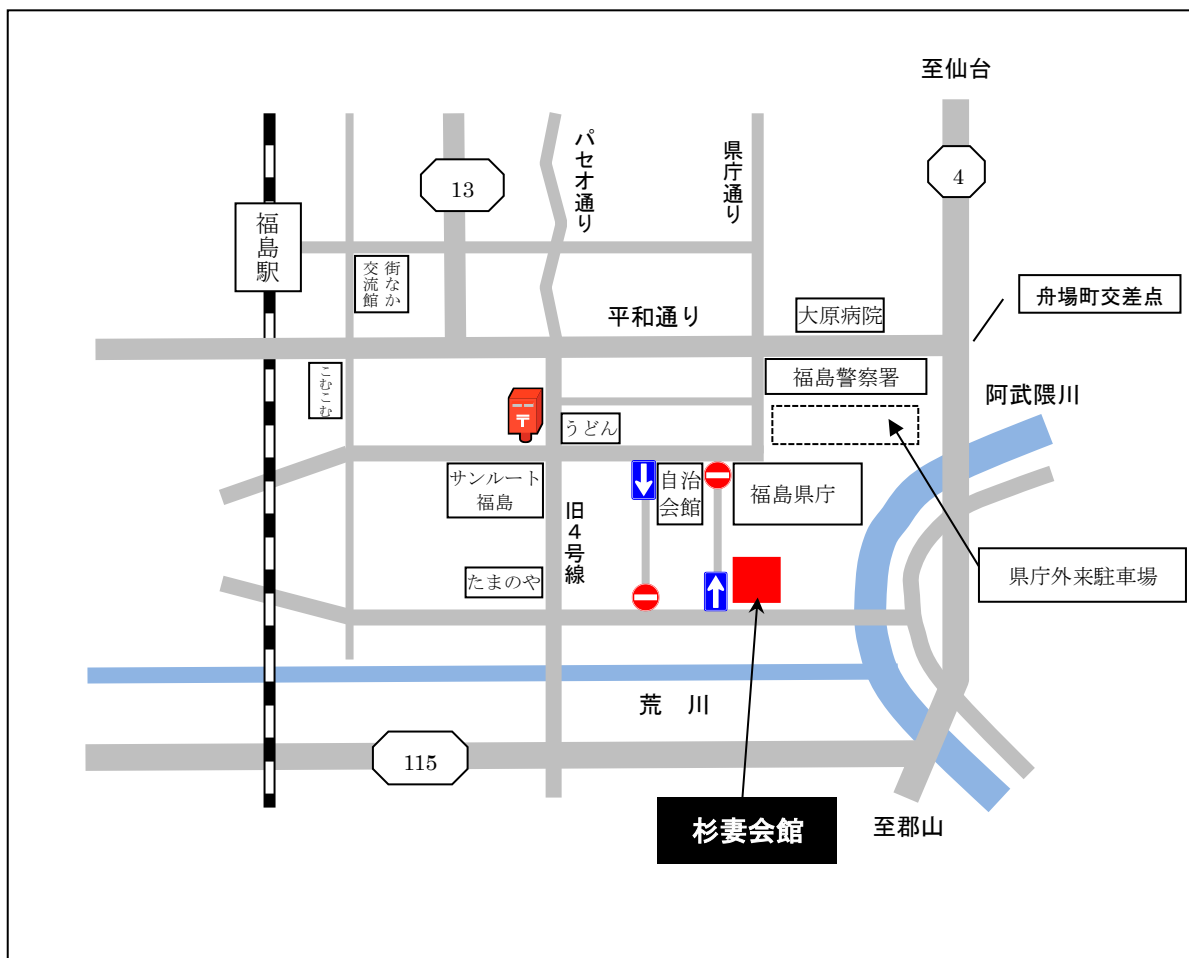 至仙台
パセオ通り
県庁通り
13
4
福島駅
街なか
交流館
舟場町交差点
大原病院
平和通り
こむこむ
福島警察署
阿武隈川
〒
うどん
サンルート
福島
自治
会館
福島県庁
旧4号線
たまのや
県庁外来駐車場
荒　川
115
杉妻会館
至郡山